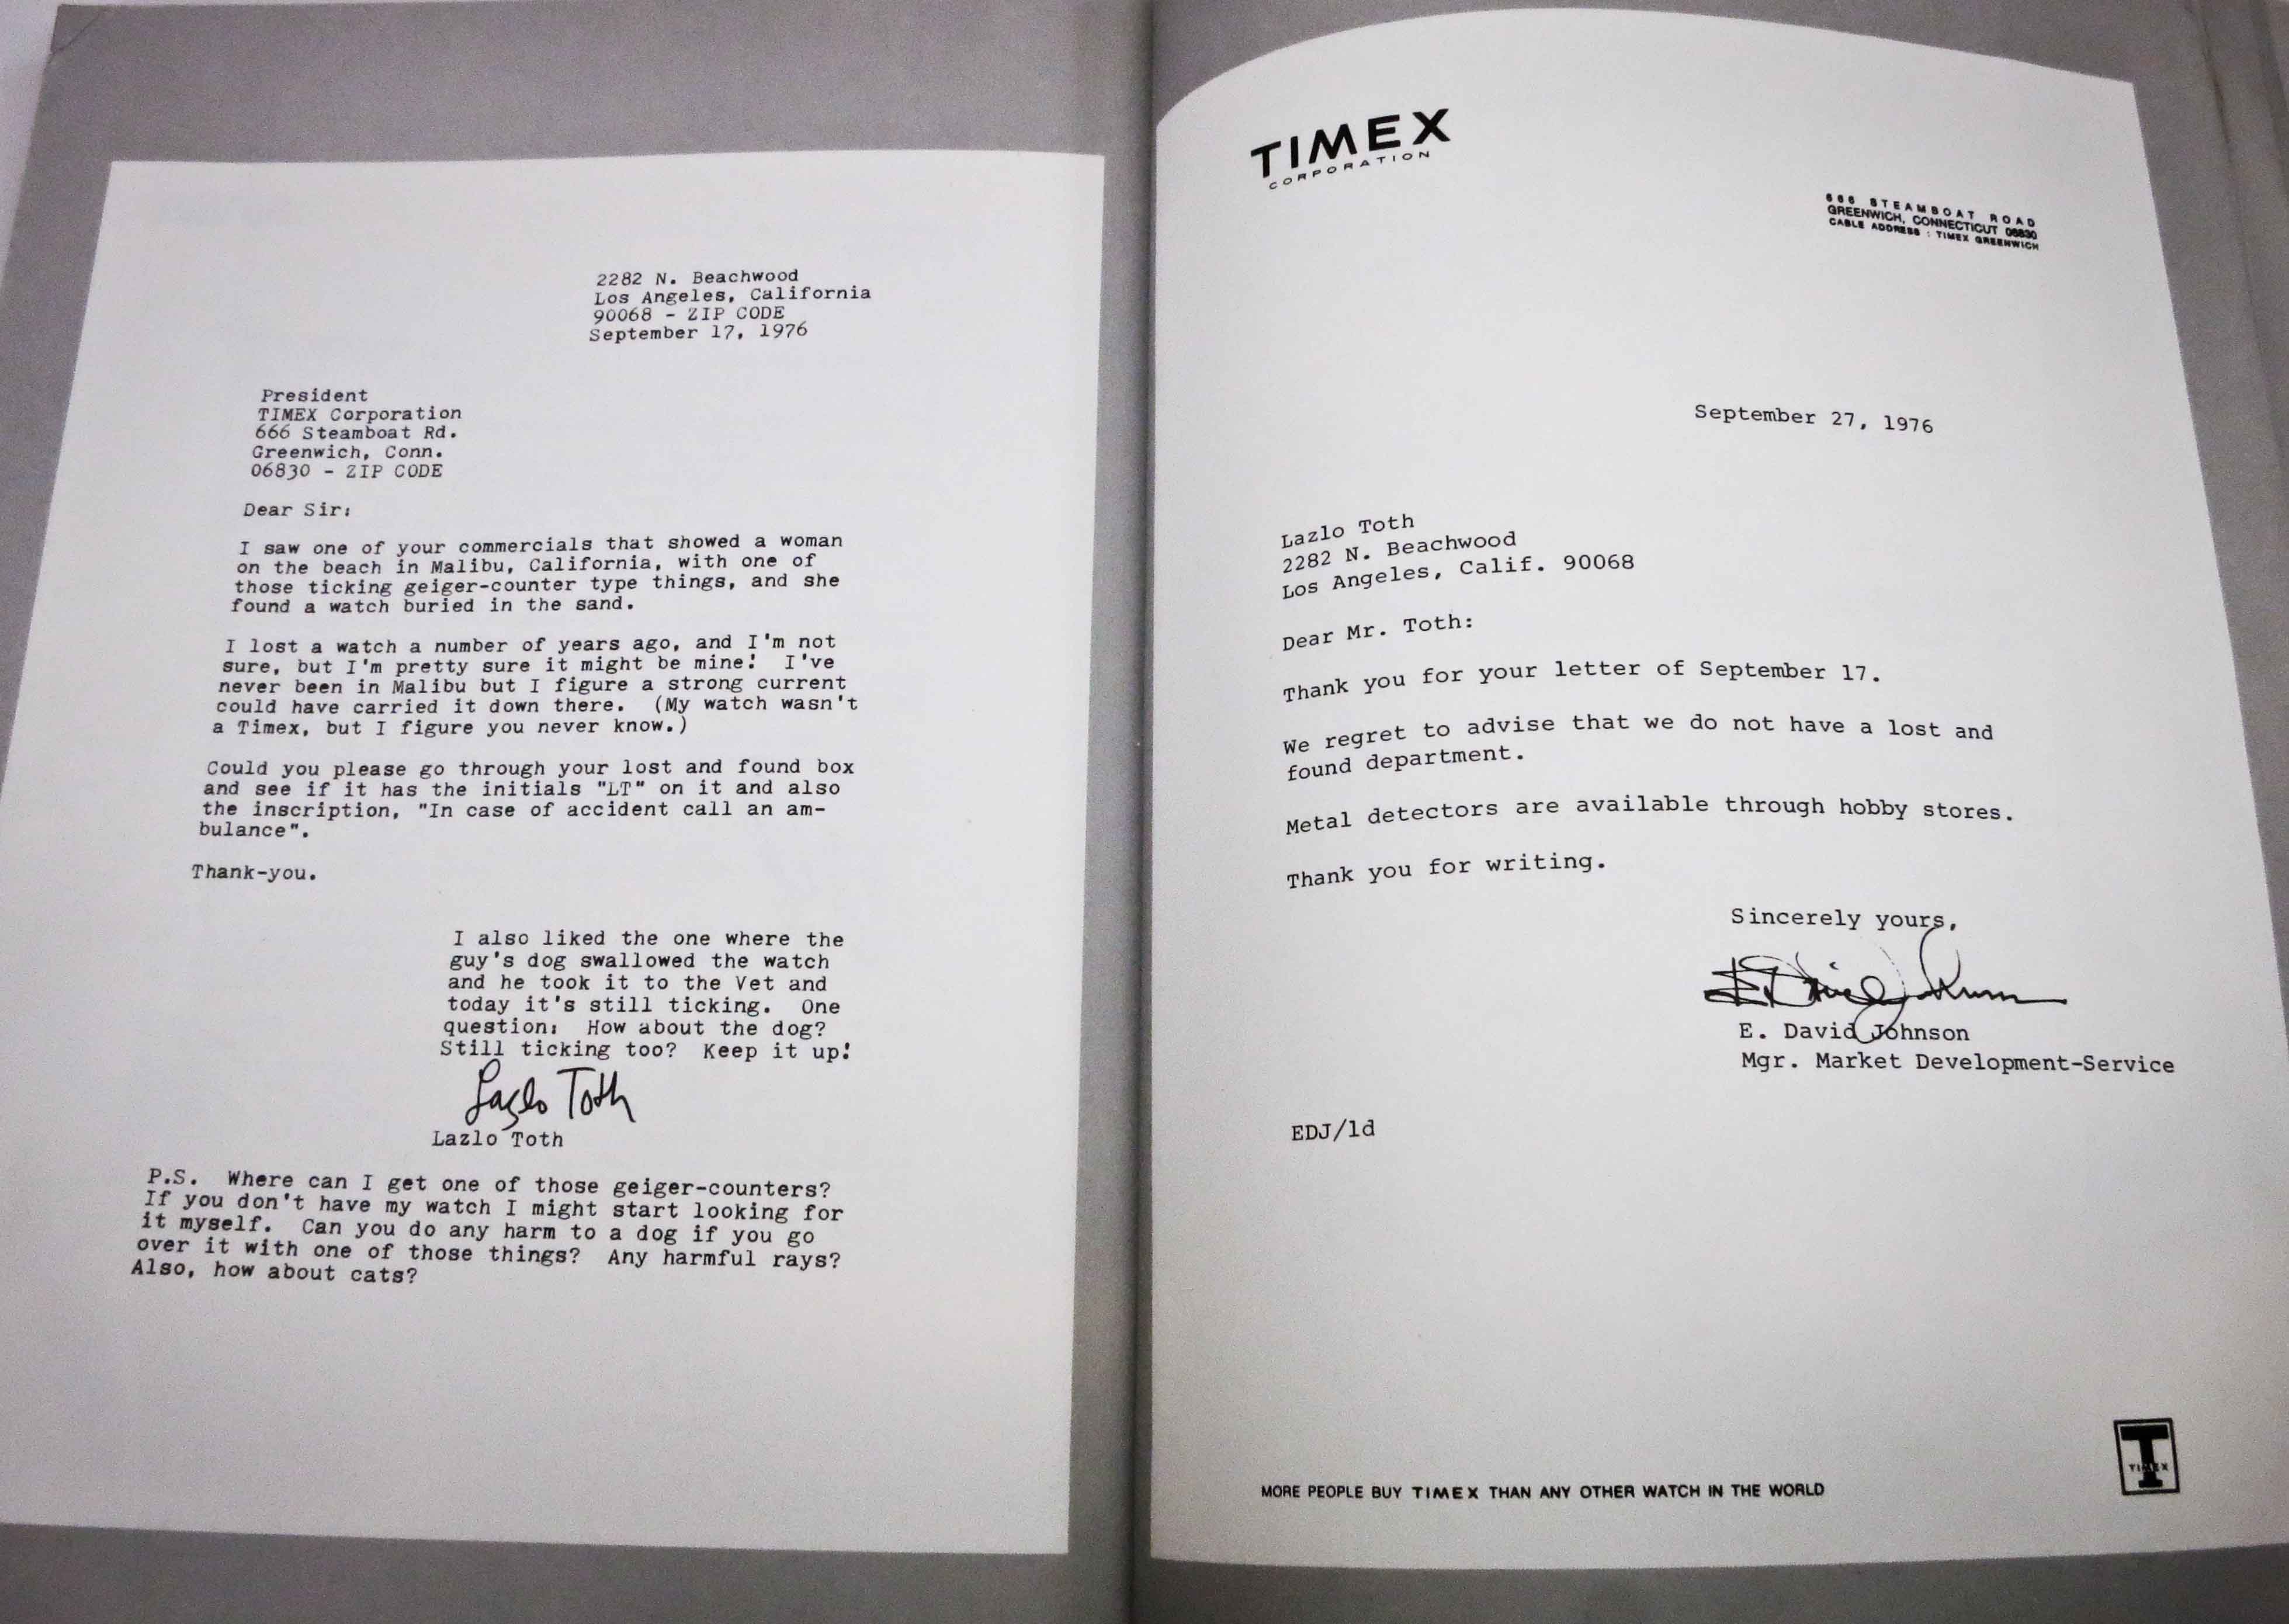 2282 N. Beachwood
Los Angeles, California
90068 - ZIP CODE
September 17, 1976
President
TIMEX Corporation
666 Steamboat Rd.
Greenwich, Conn.
06830 - ZIP CODE
Dear Sir:
I saw one of your commercials that showed a woman
on the beach in Malibu, California, with one of
those ticking geiger-counter type things, and she
found a watch buried in the sand.
I lost a watch a number of years ago, and I'm not
sure, but I'm pretty sure it might be mine! I've
never been in Malibu but I figure a strong current
could have carried it down there. (My watch wasn't
a Timex, but I figure you never know.)
Could you please go through your lost and found box
and see if it has the initials "LT" on it and also
the inscription, "In case of accident call an am-
bulance".
Thank-you.
I also liked the one where the
guy's dog swallowed the watch
and he took it to the Vet and
today it's still ticking. One
question: How about the dog?
Still ticking too? Keep it up!
Lazlo Toth
Lazlo Toth
P.S. Where can I get one of those geiger-counters?
If you don't have my watch I might start looking for
it myself. Can you do any harm to a dog if you go
over it with one of those things? Any harmful rays?
Also, how about cats?
TIMEX
CORPORATION
666 STEAMBOAT ROAD
GREENWICH, CONNECTICUT 06830
CABLE ADDRESS : TIMEX GREENWICH
September 27, 1976
Lazlo Toth
2282 N. Beachwood
Los Angeles, Calif. 90068
Dear Mr. Toth:
Thank you for your letter of September 17.
We regret to advise that we do not have a lost and
found department.
Metal detectors are available through hobby stores.
Thank you for writing.
Sincerely yours,
E. David Johnson
E. David Johnson
Mgr. Market Development-Service
EDJ/ld
MORE PEOPLE BUY TIMEX THAN ANY OTHER WATCH IN THE WORLD
T
TIMEX